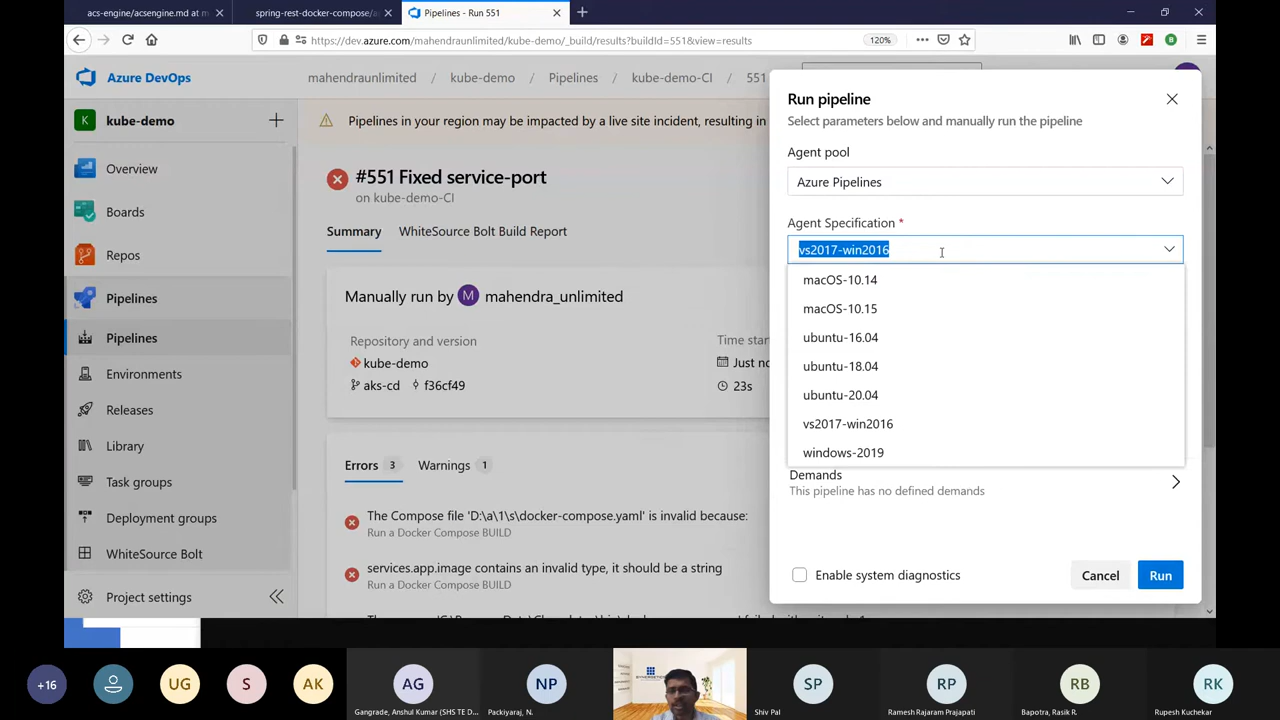 acs-engine/acsengine.md at m
spring-rest-docker-compose/a
Pipelines - Run 551
https://dev.azure.com/mahendraunlimited/kube-demo/_build/results?buildId=551&view=results
120%
Azure DevOps
mahendraunlimited / kube-demo / Pipelines / kube-demo-CI / 551
K kube-demo
Overview
Boards
Repos
Pipelines
Pipelines
Environments
Releases
Library
Task groups
Deployment groups
WhiteSource Bolt
Project settings
Pipelines in your region may be impacted by a live site incident, resulting in
#551 Fixed service-port
on kube-demo-CI
Summary
WhiteSource Bolt Build Report
Manually run by M mahendra_unlimited
Repository and version
kube-demo
aks-cd f36cf49
Time star
Just no
23s
Errors 3
Warnings 1
The Compose file 'D:\a\1\s\docker-compose.yaml' is invalid because:
Run a Docker Compose BUILD
services.app.image contains an invalid type, it should be a string
Run a Docker Compose BUILD
Run pipeline
Select parameters below and manually run the pipeline
Agent pool
Azure Pipelines
Agent Specification *
vs2017-win2016
macOS-10.14
macOS-10.15
ubuntu-16.04
ubuntu-18.04
ubuntu-20.04
vs2017-win2016
windows-2019
Demands
This pipeline has no defined demands
Enable system diagnostics
Cancel
Run
+16
UG
S
AK
AG
Gangrade, Anshul Kumar (SHS TE D...
NP
Packiyaraj, N.
SP
Shiv Pal
RP
Ramesh Rajaram Prajapati
RB
Bapotra, Rasik R.
RK
Rupesh Kuchekar